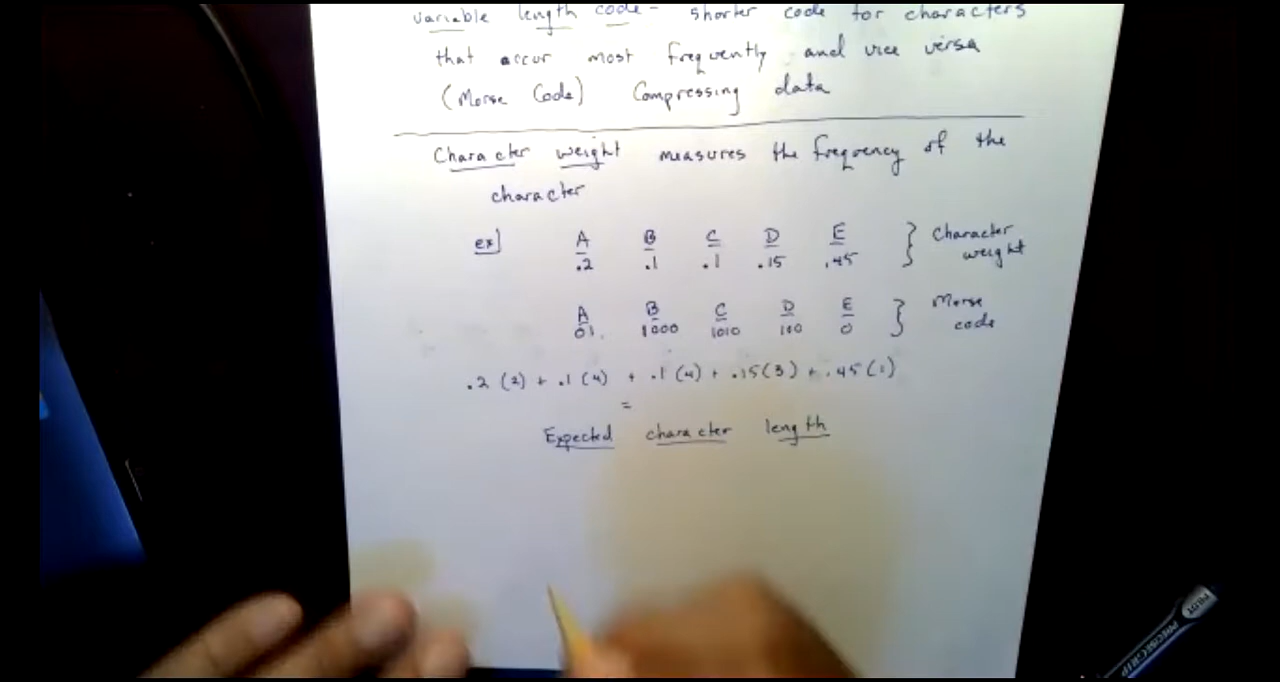 variable length code - shorter code for characters
that occur most frequently and vice versa
(Morse Code) Compressing data
Character weight measures the frequency of the
character
ex] A B C D E } Character
.2 .1 .1 .15 .45 weight
A B C D E } Morse
01. 1000 1010 100 0 code
.2 (2) + .1 (4) + .1 (4) + .15 (3) + .45 (1)
=
Expected character length
PILOT
PRECISEGRIP